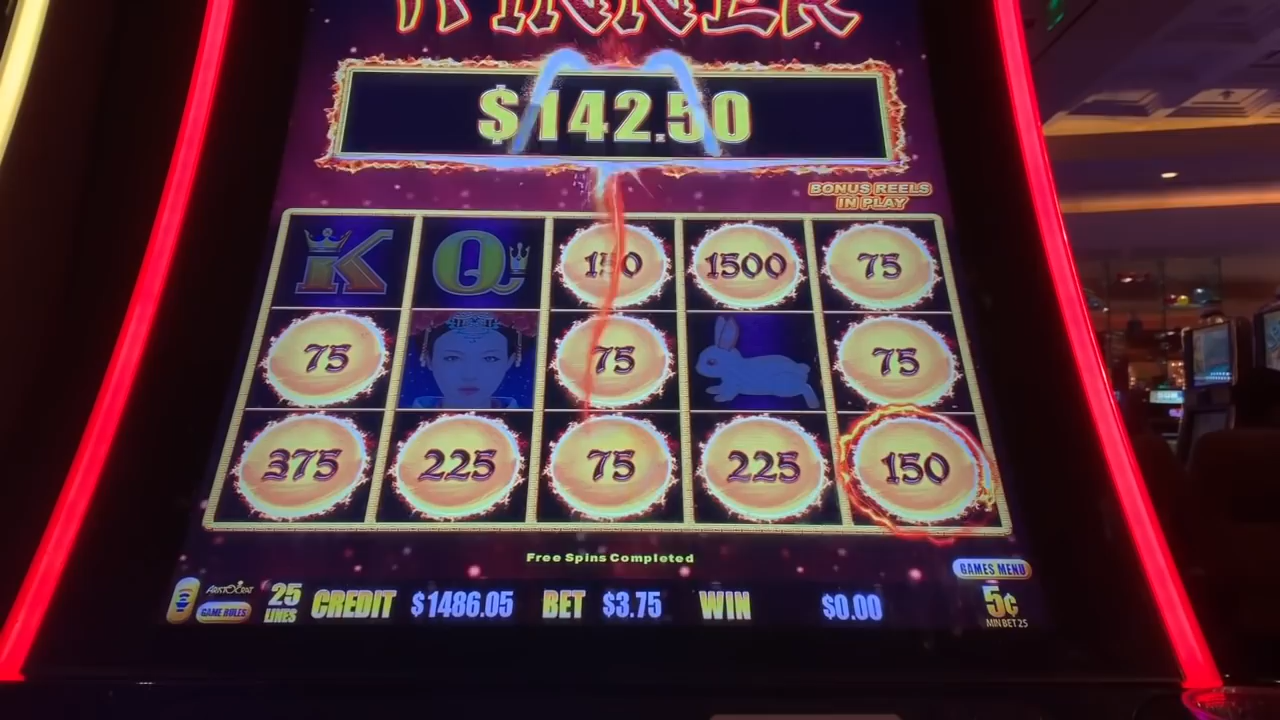 WINNER
$142.50
BONUS REELS
IN PLAY
K Q 150 1500 75
75 75 75
375 225 75 225 150
Free Spins Completed
GAMES MENU
ARISTOCRAT
GAME RULES
25
LINES
CREDIT $1486.05 BET $3.75 WIN $0.00
5¢
MIN BET 25